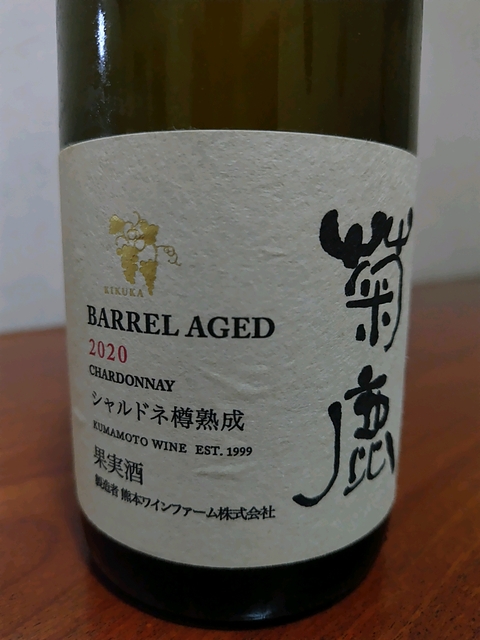 菊鹿
KIKUKA
BARREL AGED
2020
CHARDONNAY
シャルドネ樽熟成
KUMAMOTO WINE EST. 1999
果実酒
製造者 熊本ワインファーム株式会社